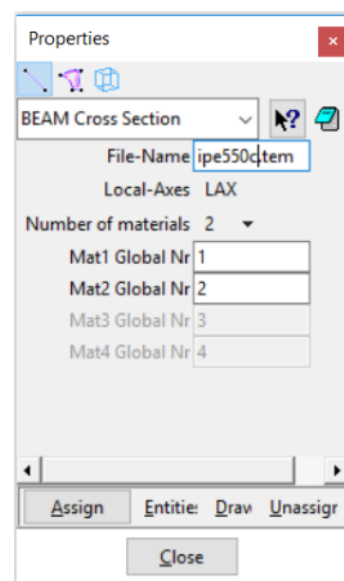 Properties
BEAM Cross Section
File-Name ipe550c.tem
Local-Axes LAX
Number of materials 2
Mat1 Global Nr 1
Mat2 Global Nr 2
Mat3 Global Nr 3
Mat4 Global Nr 4
Assign Entitie: Draw Unassigr
Close